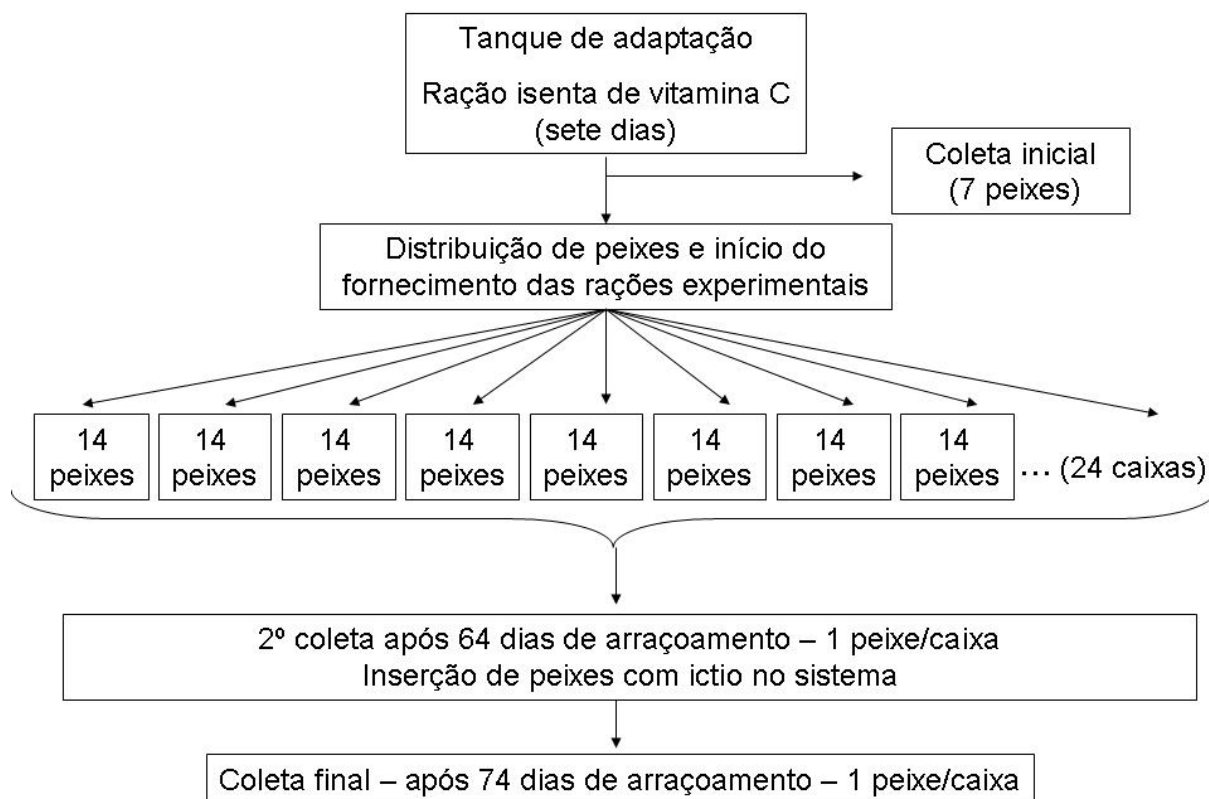 Tanque de adaptação
Ração isenta de vitamina C
(sete dias)
Coleta inicial
(7 peixes)
Distribuição de peixes e início do
fornecimento das rações experimentais
14
peixes
14
peixes
14
peixes
14
peixes
14
peixes
14
peixes
14
peixes
14
peixes
... (24 caixas)
2º coleta após 64 dias de arraçoamento – 1 peixe/caixa
Inserção de peixes com ictio no sistema
Coleta final – após 74 dias de arraçoamento – 1 peixe/caixa